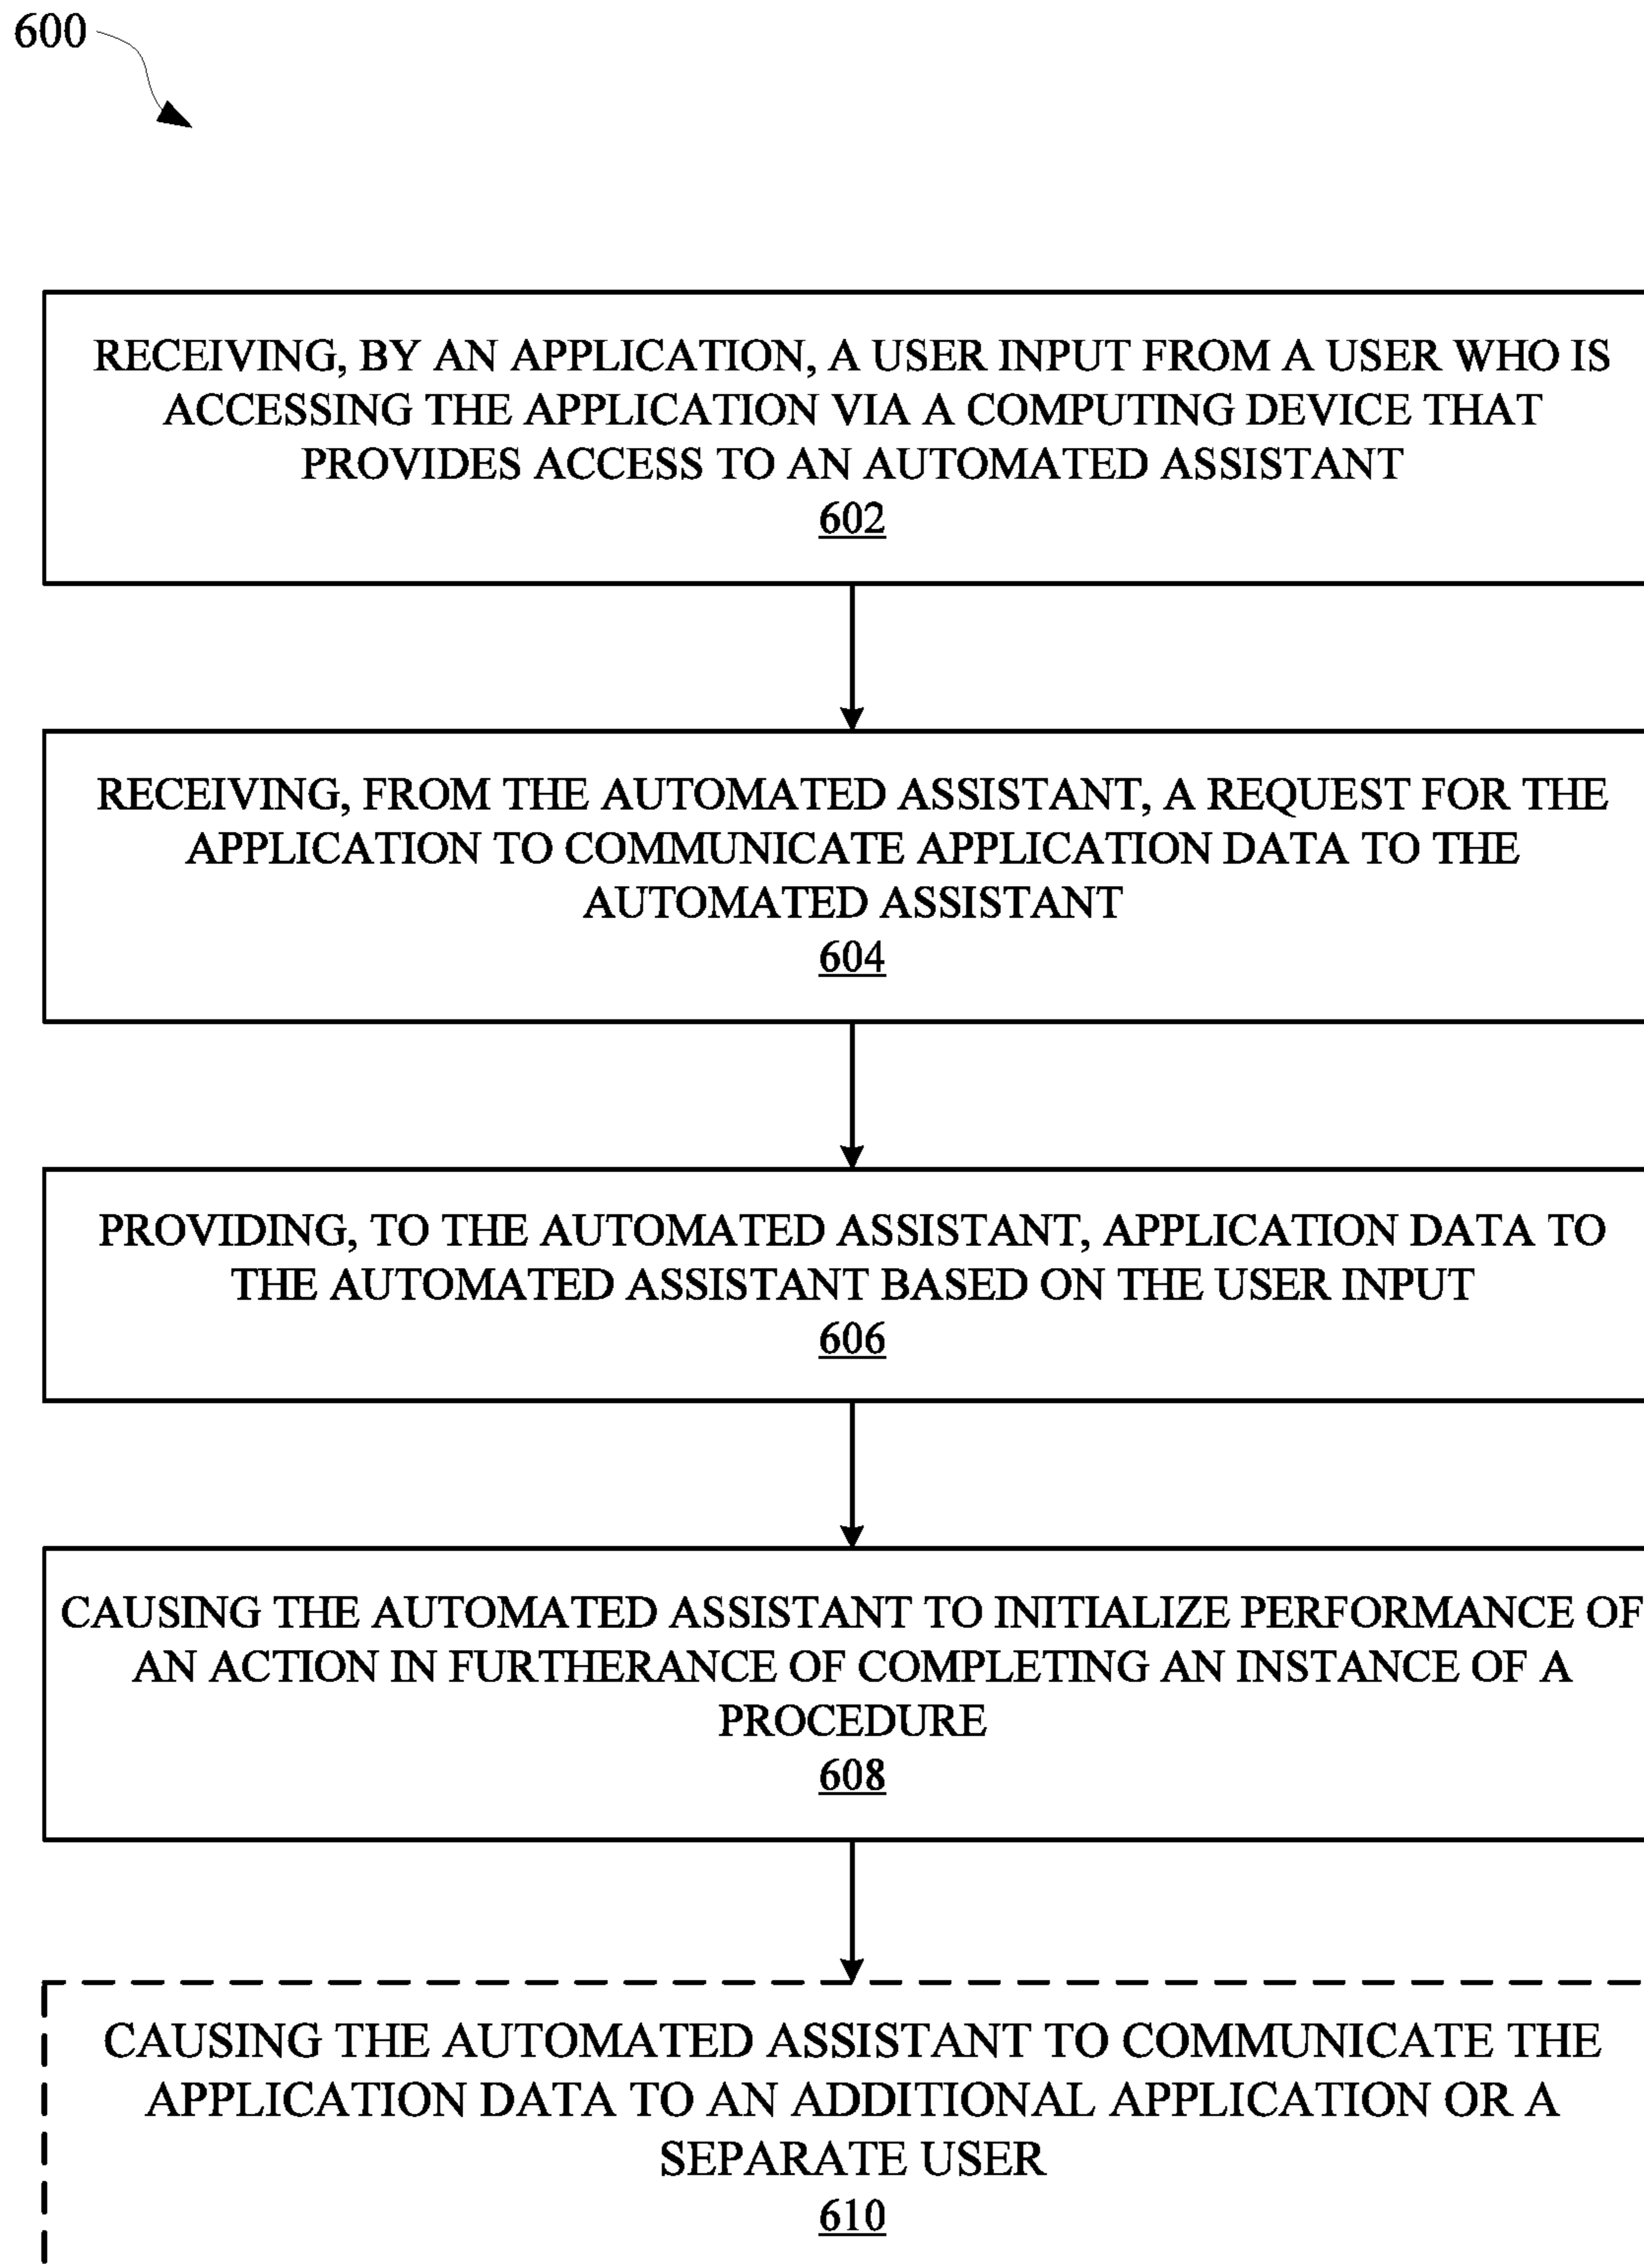 600
RECEIVING, BY AN APPLICATION, A USER INPUT FROM A USER WHO IS
ACCESSING THE APPLICATION VIA A COMPUTING DEVICE THAT
PROVIDES ACCESS TO AN AUTOMATED ASSISTANT
602
RECEIVING, FROM THE AUTOMATED ASSISTANT, A REQUEST FOR THE
APPLICATION TO COMMUNICATE APPLICATION DATA TO THE
AUTOMATED ASSISTANT
604
PROVIDING, TO THE AUTOMATED ASSISTANT, APPLICATION DATA TO
THE AUTOMATED ASSISTANT BASED ON THE USER INPUT
606
CAUSING THE AUTOMATED ASSISTANT TO INITIALIZE PERFORMANCE OF
AN ACTION IN FURTHERANCE OF COMPLETING AN INSTANCE OF A
PROCEDURE
608
CAUSING THE AUTOMATED ASSISTANT TO COMMUNICATE THE
APPLICATION DATA TO AN ADDITIONAL APPLICATION OR A
SEPARATE USER
610